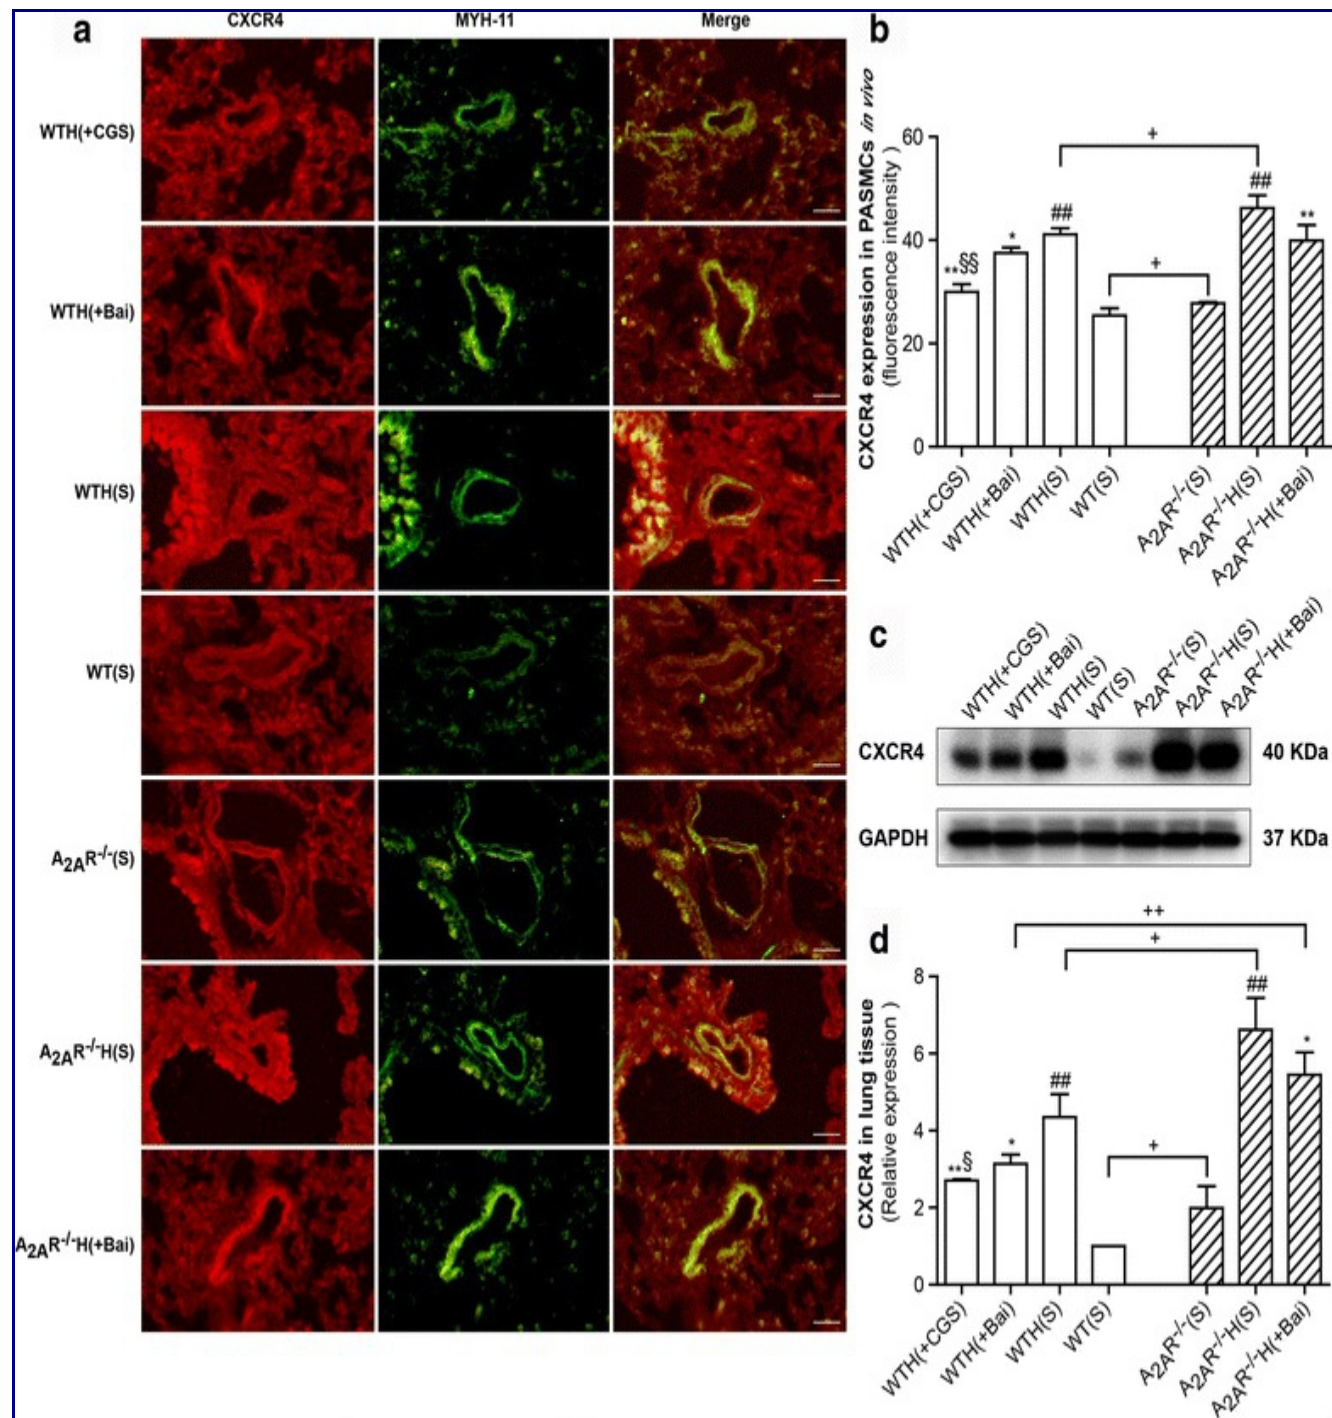 a
CXCR4 MYH-11 Merge
WTH(+CGS)
WTH(+Bai)
WTH(S)
WT(S)
A2AR-/-(S)
A2AR-/-H(S)
A2AR-/-H(+Bai)
b
CXCR4 expression in PASMCs in vivo
(fluorescence intensity)
60
40
20
0
**§§
*
##
+
+
##
**
WTH(+CGS)
WTH(+Bai)
WTH(S)
WT(S)
A2AR-/-(S)
A2AR-/-H(S)
A2AR-/-H(+Bai)
c
WTH(+CGS)
WTH(+Bai)
WTH(S)
WT(S)
A2AR-/-(S)
A2AR-/-H(S)
A2AR-/-H(+Bai)
CXCR4 40 KDa
GAPDH 37 KDa
d
CXCR4 in lung tissue
(Relative expression)
8
6
4
2
0
++
+
**§
*
##
+
##
*
WTH(+CGS)
WTH(+Bai)
WTH(S)
WT(S)
A2AR-/-(S)
A2AR-/-H(S)
A2AR-/-H(+Bai)